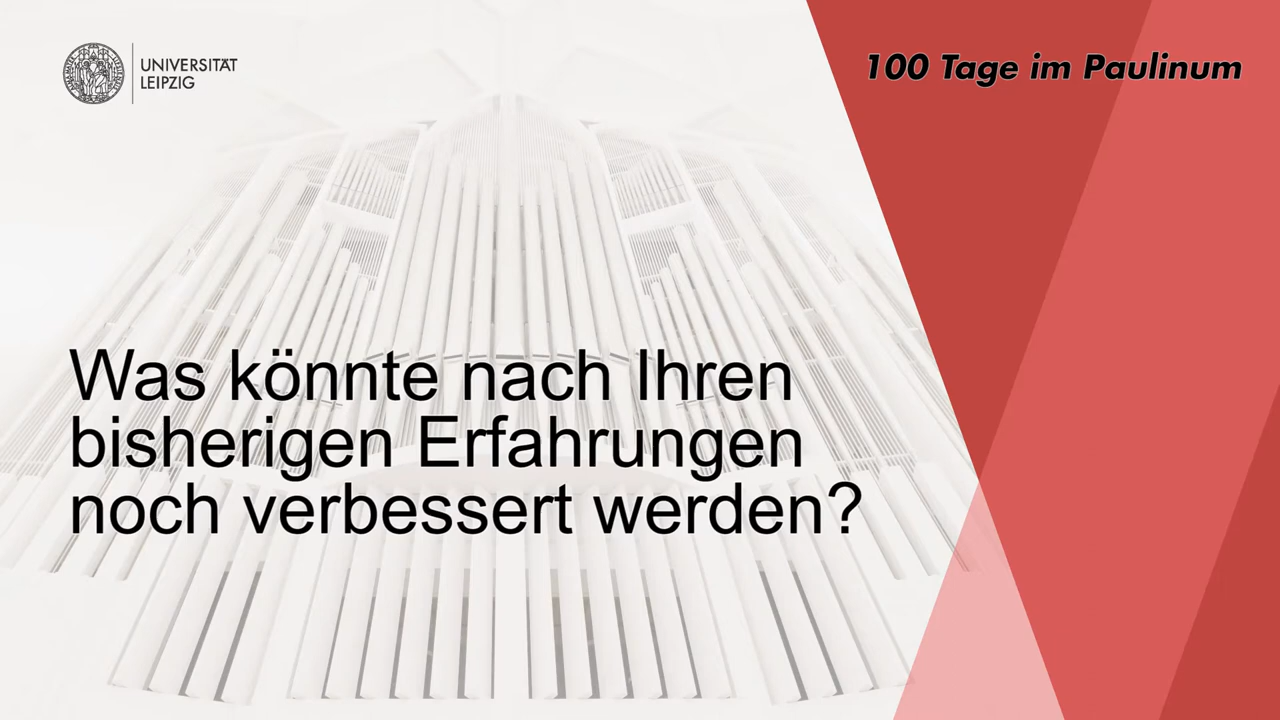 UNIVERSITÄT
LEIPZIG
100 Tage im Paulinum
Was könnte nach Ihren
bisherigen Erfahrungen
noch verbessert werden?